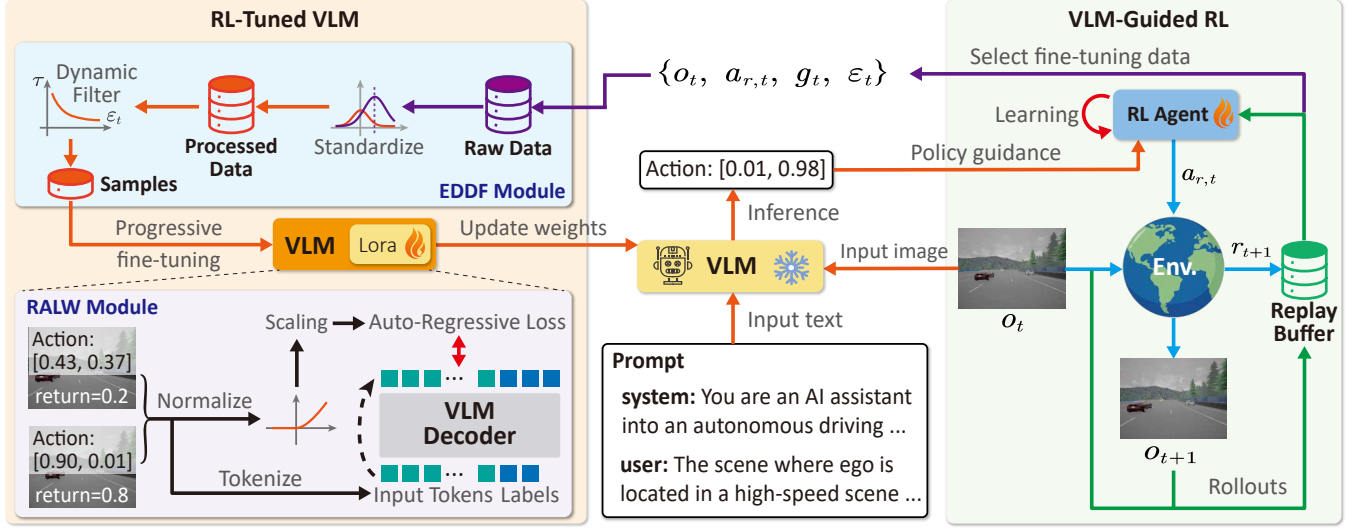 RL-Tuned VLM
τ
Dynamic
Filter
εₜ
Processed
Data
Standardize
Raw Data
Samples
EDDF Module
Progressive
fine-tuning
VLM
Lora
Update weights
RALW Module
Action:
[0.43, 0.37]
return=0.2
Action:
[0.90, 0.01]
return=0.8
Normalize
Tokenize
Scaling
Auto-Regressive Loss
...
VLM
Decoder
...
Input Tokens
Labels
{oₜ, a_{r,t}, gₜ, εₜ}
Action: [0.01, 0.98]
Inference
VLM
Input text
Prompt
system: You are an AI assistant
into an autonomous driving ...
user: The scene where ego is
located in a high-speed scene ...
VLM-Guided RL
Select fine-tuning data
Learning
RL Agent
Policy guidance
a_{r,t}
Input image
oₜ
Env.
r_{t+1}
Replay
Buffer
o_{t+1}
Rollouts